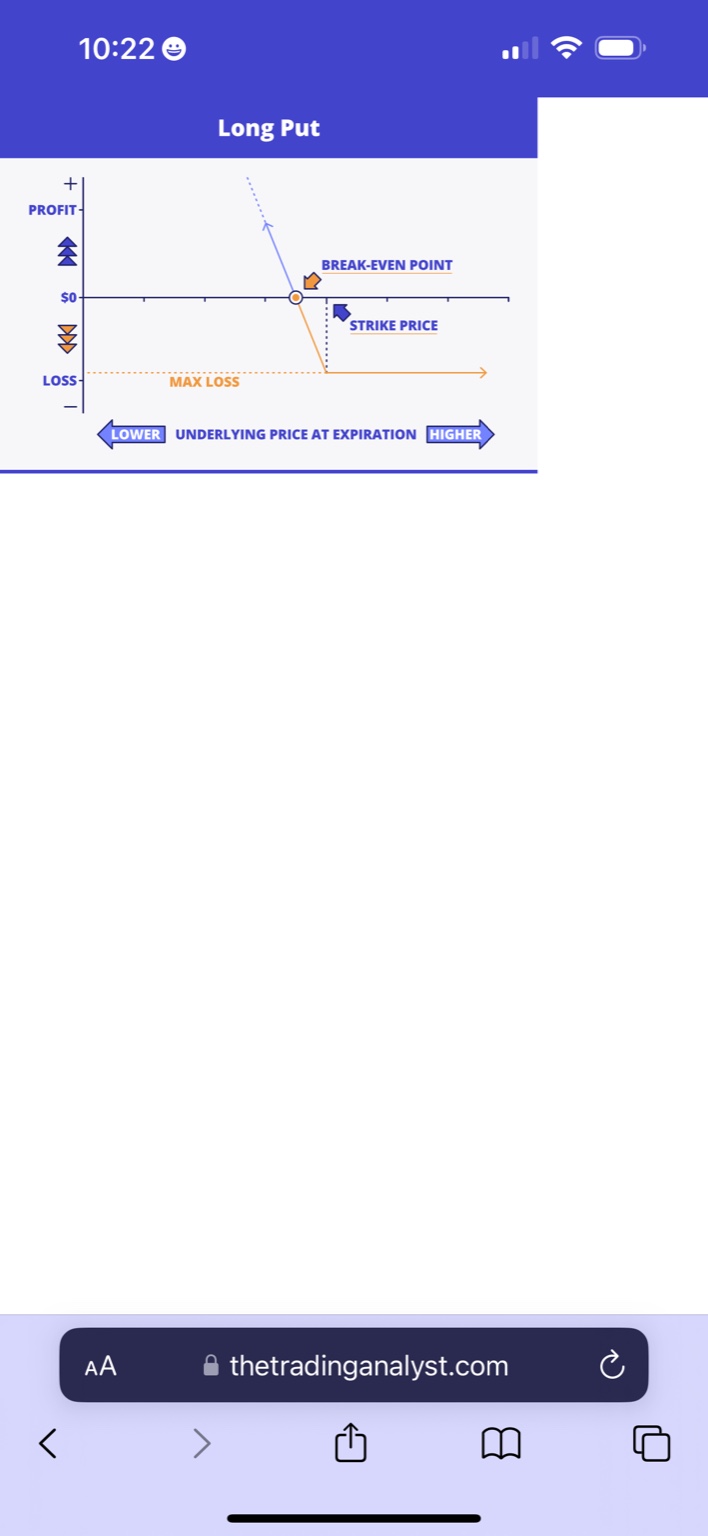 10:22
Long Put
+
PROFIT
BREAK-EVEN POINT
$0
STRIKE PRICE
LOSS
MAX LOSS
—
LOWER UNDERLYING PRICE AT EXPIRATION HIGHER
AA thetradinganalyst.com